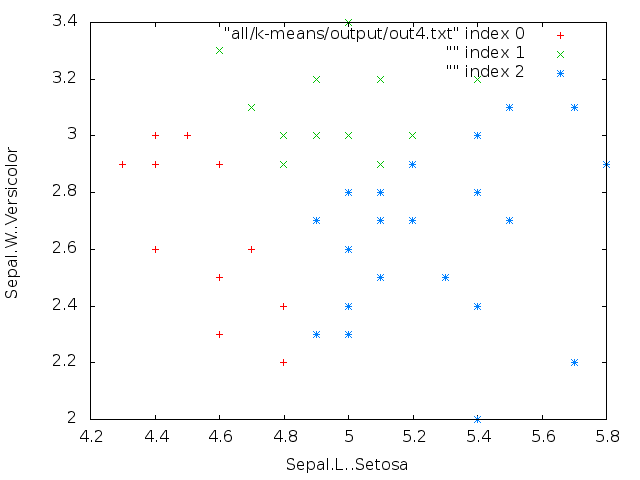 "all/k-means/output/out4.txt" index 0
"" index 1
"" index 2
3.4
3.2
3
2.8
2.6
2.4
2.2
2
4.2 4.4 4.6 4.8 5 5.2 5.4 5.6 5.8
Sepal.W..Versicolor
Sepal.L..Setosa